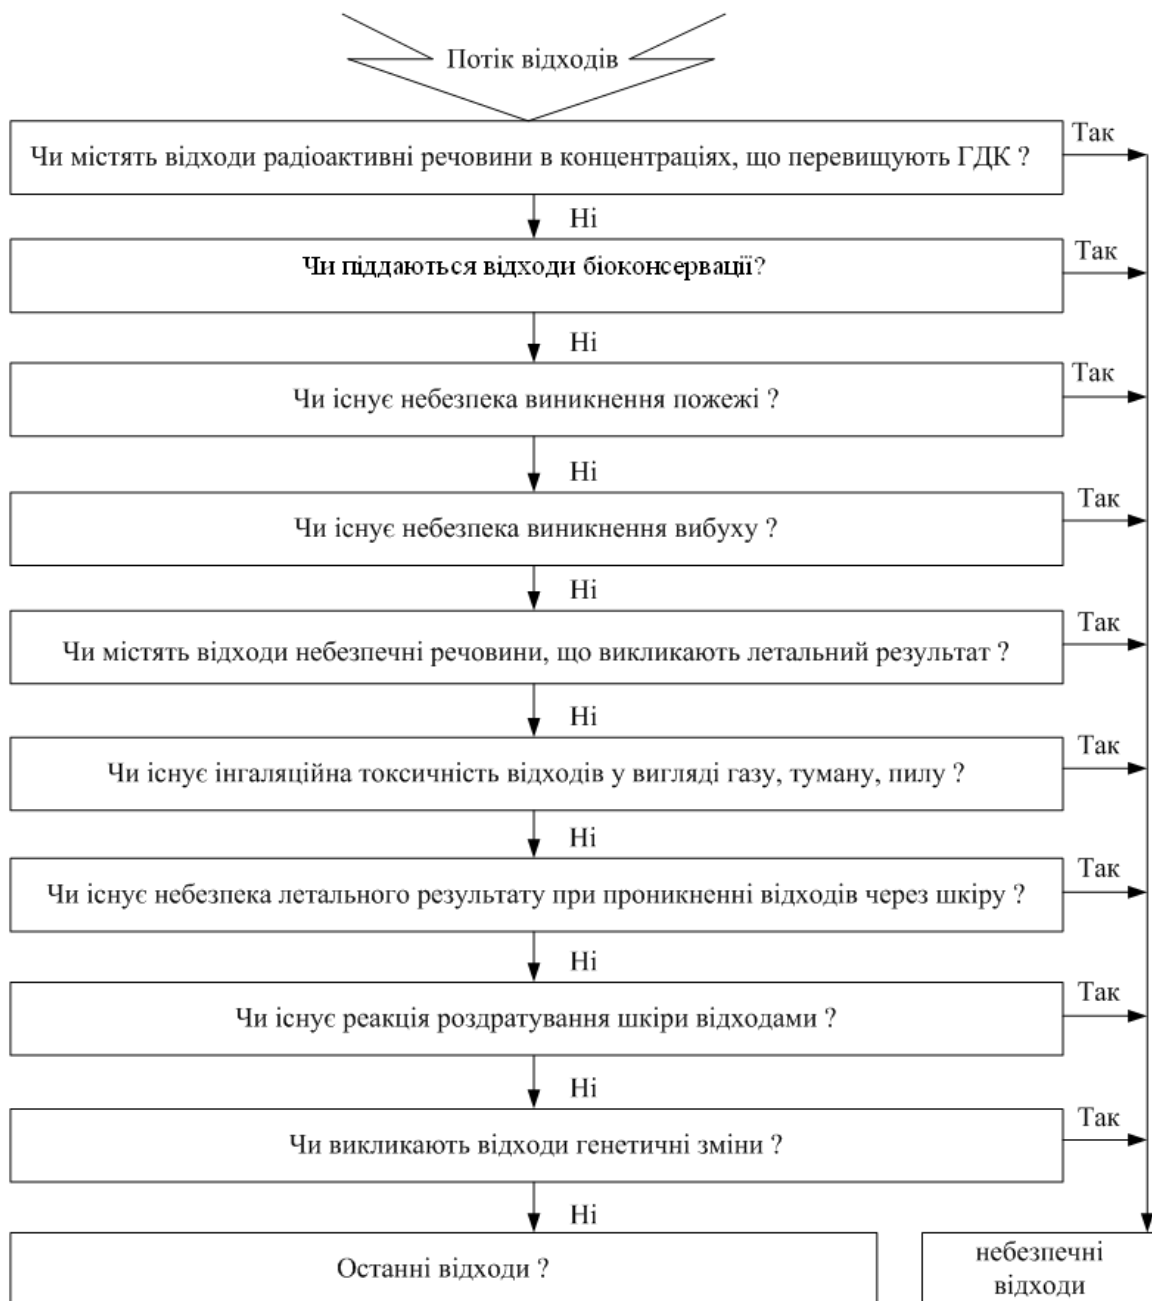 Потік відходів
Так
Чи містять відходи радіоактивні речовини в концентраціях, що перевищують ГДК ?
Ні
Так
Чи піддаються відходи біоконсервації?
Ні
Так
Чи існує небезпека виникнення пожежі ?
Ні
Так
Чи існує небезпека виникнення вибуху ?
Ні
Так
Чи містять відходи небезпечні речовини, що викликають летальний результат ?
Ні
Так
Чи існує інгаляційна токсичність відходів у вигляді газу, туману, пилу ?
Ні
Так
Чи існує небезпека летального результату при проникненні відходів через шкіру ?
Ні
Так
Чи існує реакція роздратування шкіри відходами ?
Ні
Так
Чи викликають відходи генетичні зміни ?
Ні
Останні відходи ?
небезпечні
відходи